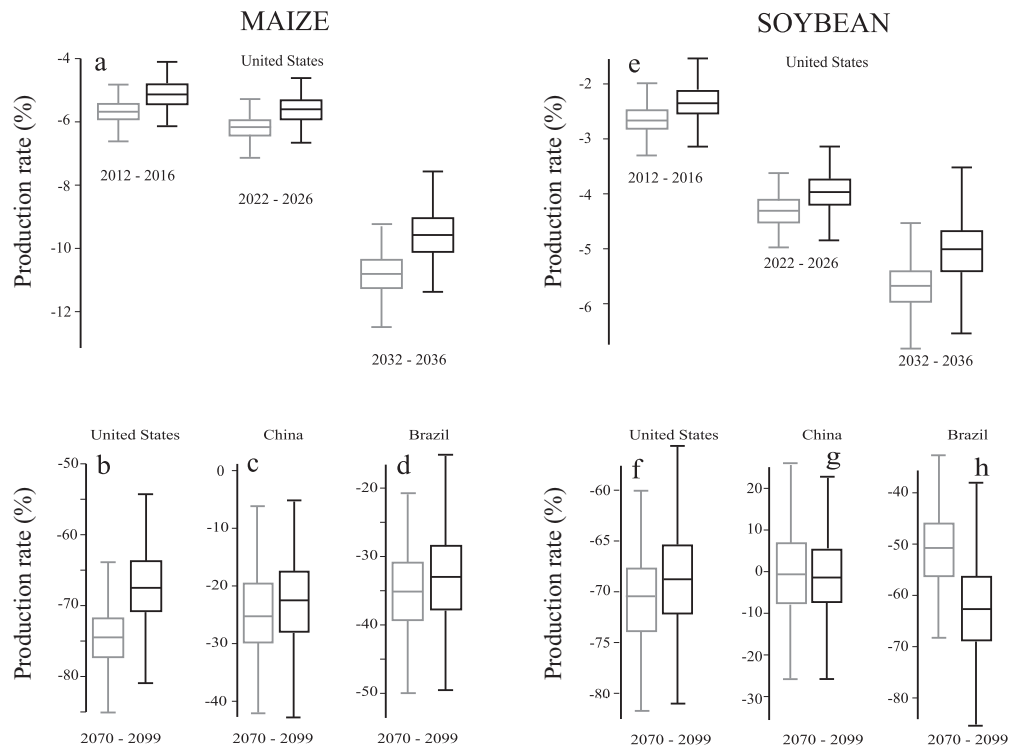 MAIZE
SOYBEAN
a
United States
Production rate (%)
-4
-6
-8
-10
-12
2012 - 2016
2022 - 2026
2032 - 2036
e
United States
Production rate (%)
-2
-3
-4
-5
-6
2012 - 2016
2022 - 2026
2032 - 2036
United States
b
Production rate (%)
-50
-60
-70
-80
2070 - 2099
China
c
0
-10
-20
-30
-40
2070 - 2099
Brazil
d
-20
-30
-40
-50
2070 - 2099
United States
f
Production rate (%)
-60
-65
-70
-75
-80
2070 - 2099
China
g
20
10
0
-10
-20
-30
2070 - 2099
Brazil
h
-40
-50
-60
-70
-80
2070 - 2099